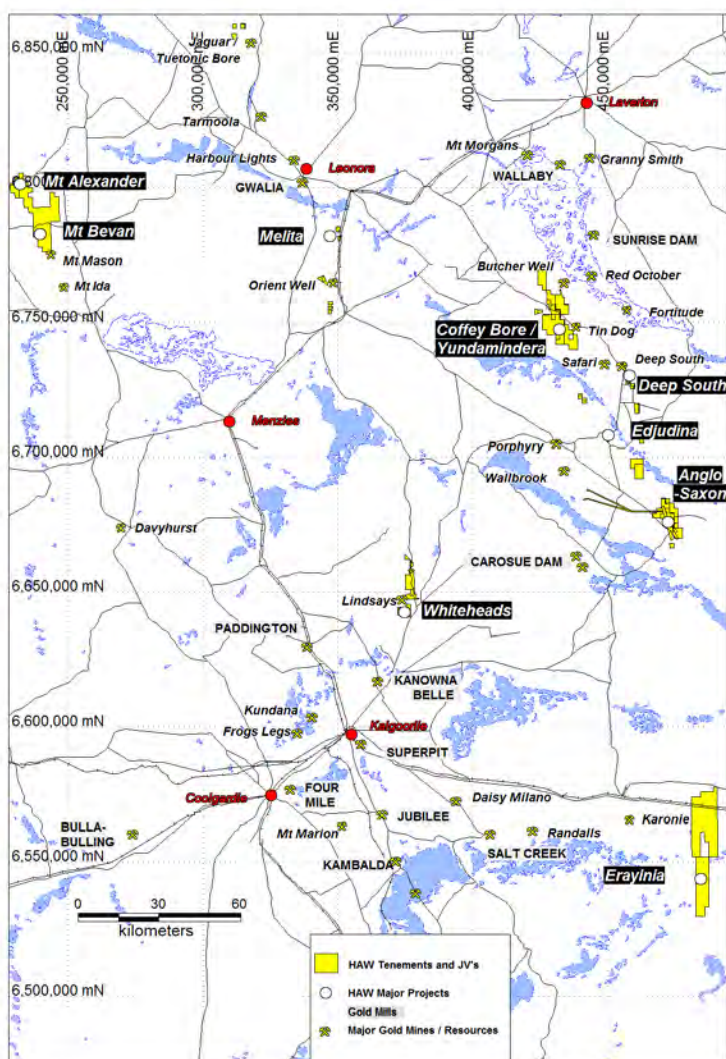 6,850,000 mN
250,000 mE
300,000 mE
350,000 mE
400,000 mE
450,000 mE
Jaguar /
Tuetonic Bore
Laverton
Tarmoola
Mt Morgans
Harbour Lights
Leonora
WALLABY
Granny Smith
6,800,000 mN
Mt Alexander
GWALIA
Mt Bevan
Melita
SUNRISE DAM
Mt Mason
Butcher Well
Red October
Mt Ida
Orient Well
Fortitude
6,750,000 mN
Coffey Bore /
Yundamindera
Tin Dog
Safari
Deep South
Deep South
Menzies
Edjudina
6,700,000 mN
Porphyry
Wallbrook
Anglo
-Saxon
Davyhurst
CAROSUE DAM
6,650,000 mN
Lindsays
Whiteheads
PADDINGTON
KANOWNA
BELLE
Kundana
6,600,000 mN
Frogs Legs
Kalgoorlie
SUPERPIT
Coolgardie
FOUR
MILE
Daisy Milano
Karonie
JUBILEE
BULLA-
BULLING
Mt Marion
Randalls
SALT CREEK
6,550,000 mN
KAMBALDA
Erayinia
0 30 60
kilometers
HAW Tenements and JV's
HAW Major Projects
6,500,000 mN
Gold Mills
Major Gold Mines / Resources